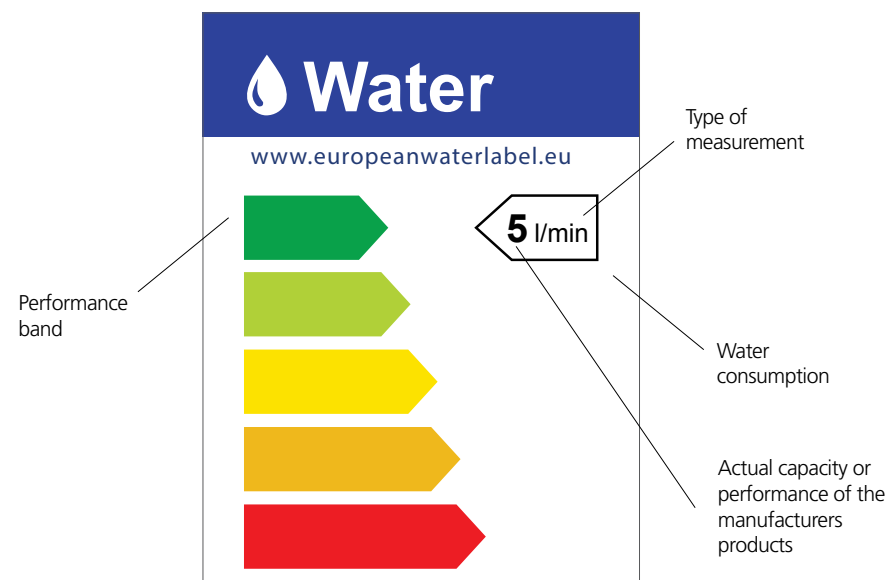 Water
www.europeanwaterlabel.eu
Type of
measurement
5 l/min
Performance
band
Water
consumption
Actual capacity or
performance of the
manufacturers
products